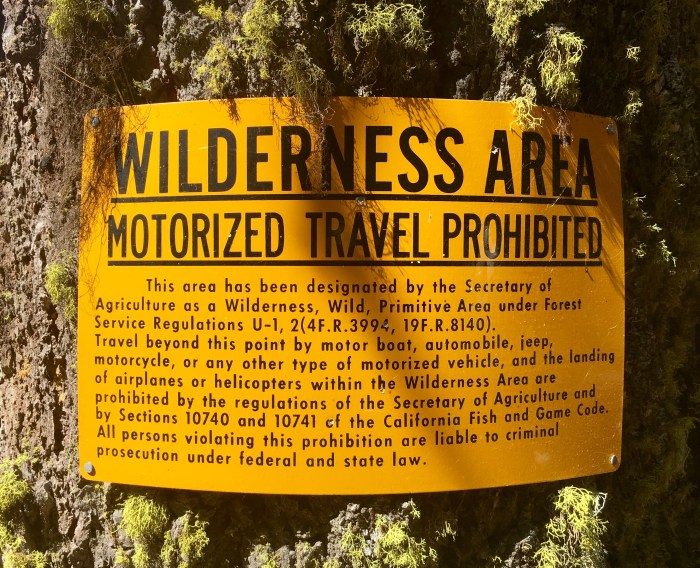 WILDERNESS AREA
MOTORIZED TRAVEL PROHIBITED
This area has been designated by the Secretary of
Agriculture as a Wilderness, Wild, Primitive Area under Forest
Service Regulations U-1, 2(4F.R.3994, 19F.R.8140).
Travel beyond this point by motor boat, automobile, jeep,
motorcycle, or any other type of motorized vehicle, and the landing
of airplanes or helicopters within the Wilderness Area are
prohibited by the regulations of the Secretary of Agriculture and
by Sections 10740 and 10741 of the California Fish and Game Code.
All persons violating this prohibition are liable to criminal
prosecution under federal and state law.